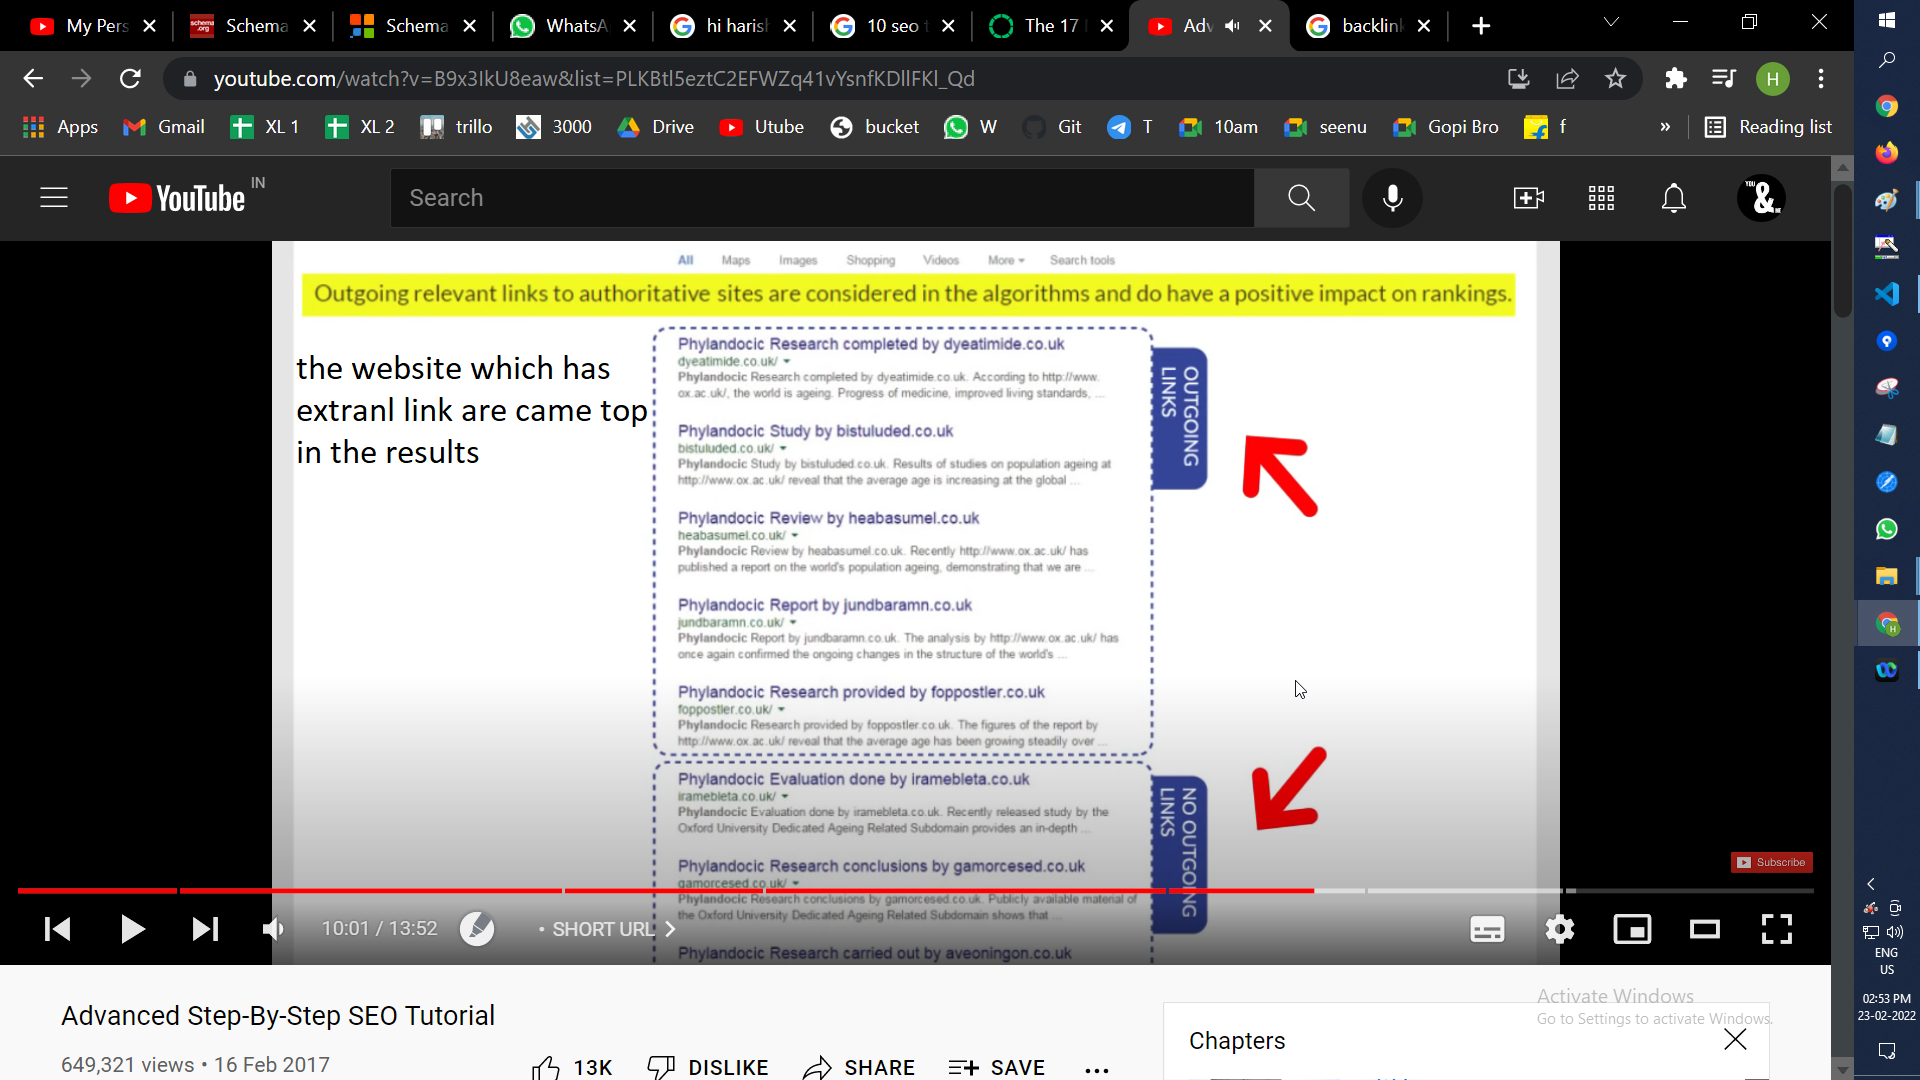 My Pers
Schema
Schema
WhatsA
hi harish
10 seo t
The 17
Adv
backlink
youtube.com/watch?v=B9x3IkU8eaw&list=PLKBtl5eztC2EFWZq41vYsnfKDllFKl_Qd
H
Apps
Gmail
XL 1
XL 2
trillo
3000
Drive
Utube
bucket
W
Git
T
10am
seenu
Gopi Bro
f
»
Reading list
YouTube IN
Search
YOU & ME
All Maps Images Shopping Videos More Search tools
Outgoing relevant links to authoritative sites are considered in the algorithms and do have a positive impact on rankings.
the website which has
extranl link are came top
in the results
Phylandocic Research completed by dyeatimide.co.uk
dyeatimide.co.uk/
Phylandocic Research completed by dyeatimide.co.uk. According to http://www.
ox.ac.uk/, the world is ageing. Progress of medicine, improved living standards, ...
Phylandocic Study by bistuluded.co.uk
bistuluded.co.uk/
Phylandocic Study by bistuluded.co.uk. Results of studies on population ageing at
http://www.ox.ac.uk/ reveal that the average age is increasing at the global ...
Phylandocic Review by heabasumel.co.uk
heabasumel.co.uk/
Phylandocic Review by heabasumel.co.uk. Recently http://www.ox.ac.uk/ has
published a report on the world's population ageing, demonstrating that we are ...
Phylandocic Report by jundbaramn.co.uk
jundbaramn.co.uk/
Phylandocic Report by jundbaramn.co.uk. The analysis by http://www.ox.ac.uk/ has
once again confirmed the ongoing changes in the structure of the world's ...
Phylandocic Research provided by foppostler.co.uk
foppostler.co.uk/
Phylandocic Research provided by foppostler.co.uk. The figures of the report by
http://www.ox.ac.uk/ reveal that the average age has been growing steadily over ...
OUTGOING
LINKS
Phylandocic Evaluation done by iramebleta.co.uk
iramebleta.co.uk/
Phylandocic Evaluation done by iramebleta.co.uk. Recently released study by the
Oxford University Dedicated Ageing Related Subdomain provides an in-depth ...
Phylandocic Research conclusions by gamorcesed.co.uk
gamorcesed.co.uk/
Phylandocic Research conclusions by gamorcesed.co.uk. Publicly available material of
the Oxford University Dedicated Ageing Related Subdomain shows that ...
Phylandocic Research carried out by aveoningon.co.uk
NO OUTGOING
LINKS
Subscribe
10:01 / 13:52
• SHORT URL
Advanced Step-By-Step SEO Tutorial
649,321 views • 16 Feb 2017
13K
DISLIKE
SHARE
SAVE
Chapters
Activate Windows
Go to Settings to activate Windows.
ENG
US
02:53 PM
23-02-2022